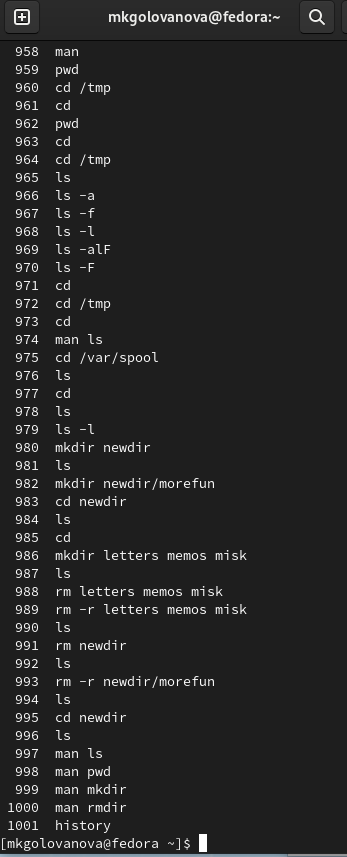 mkgolovanova@fedora:~
958 man
959 pwd
960 cd /tmp
961 cd
962 pwd
963 cd
964 cd /tmp
965 ls
966 ls -a
967 ls -f
968 ls -l
969 ls -alF
970 ls -F
971 cd
972 cd /tmp
973 cd
974 man ls
975 cd /var/spool
976 ls
977 cd
978 ls
979 ls -l
980 mkdir newdir
981 ls
982 mkdir newdir/morefun
983 cd newdir
984 ls
985 cd
986 mkdir letters memos misk
987 ls
988 rm letters memos misk
989 rm -r letters memos misk
990 ls
991 rm newdir
992 ls
993 rm -r newdir/morefun
994 ls
995 cd newdir
996 ls
997 man ls
998 man pwd
999 man mkdir
1000 man rmdir
1001 history
[mkgolovanova@fedora ~]$